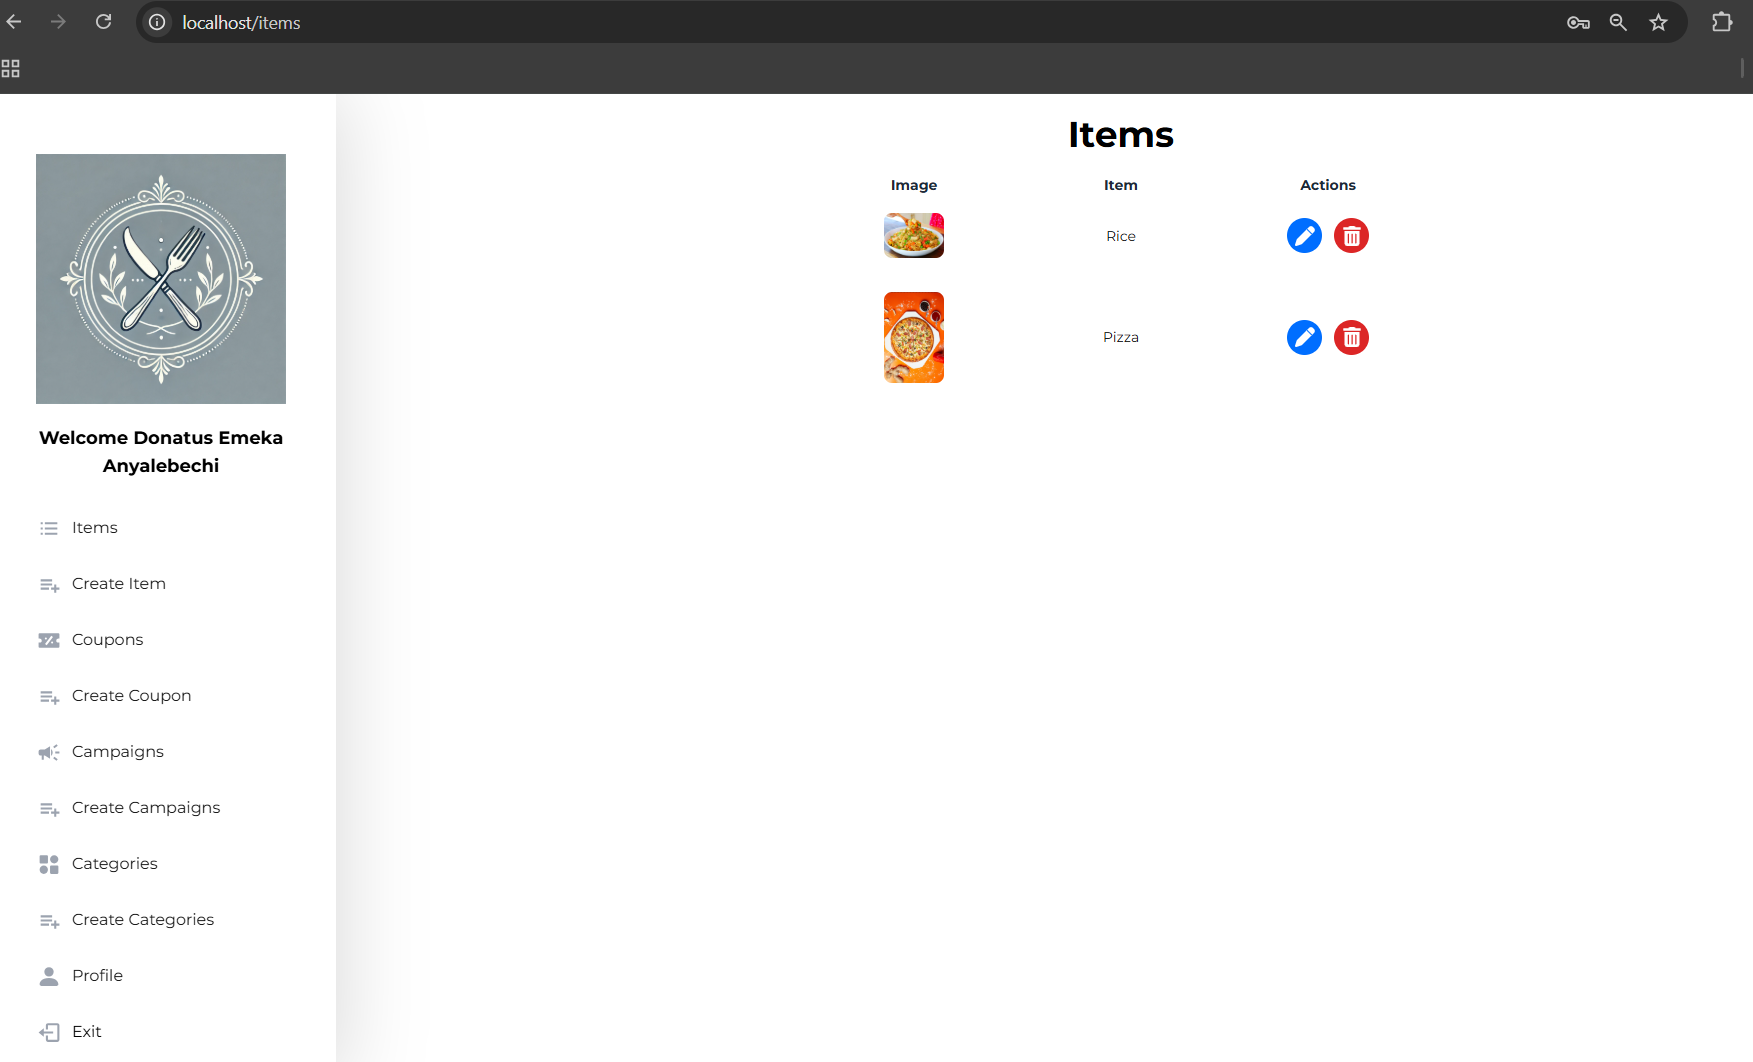 localhost/items
Items
Image Item Actions
Rice
Pizza
Welcome Donatus Emeka
Anyalebechi
Items
Create Item
Coupons
Create Coupon
Campaigns
Create Campaigns
Categories
Create Categories
Profile
Exit